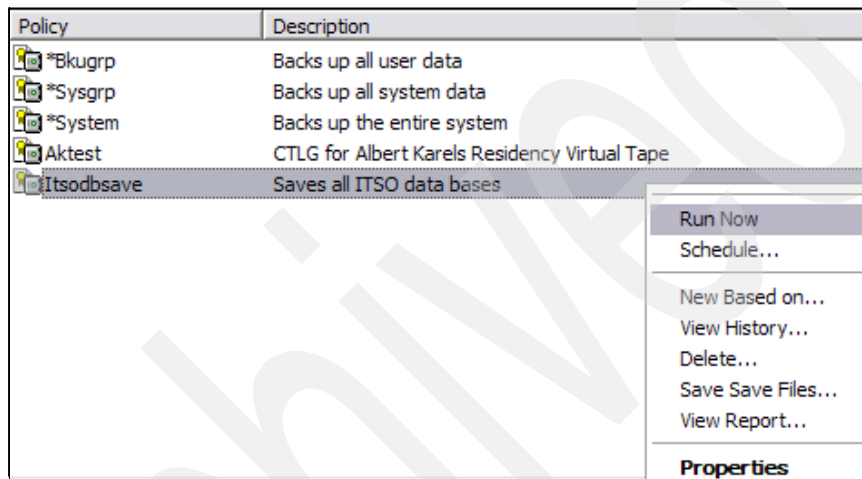 Policy Description
*Bkugrp Backs up all user data
*Sysgrp Backs up all system data
*System Backs up the entire system
Aktest CTLG for Albert Karels Residency Virtual Tape
Itsodbsave Saves all ITSO data bases
Run Now
Schedule...
New Based on...
View History...
Delete...
Save Save Files...
View Report...
Properties